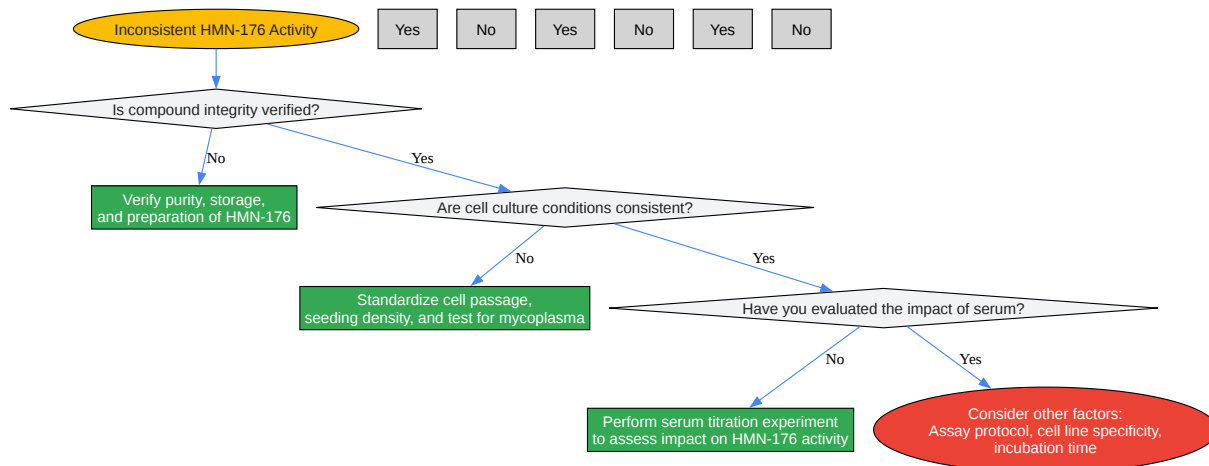 Inconsistent HMN-176 Activity
Yes
No
Yes
No
Yes
No
Is compound integrity verified?
No
Yes
Verify purity, storage,
and preparation of HMN-176
Are cell culture conditions consistent?
No
Yes
Standardize cell passage,
seeding density, and test for mycoplasma
Have you evaluated the impact of serum?
No
Yes
Perform serum titration experiment
to assess impact on HMN-176 activity
Consider other factors:
Assay protocol, cell line specificity,
incubation time